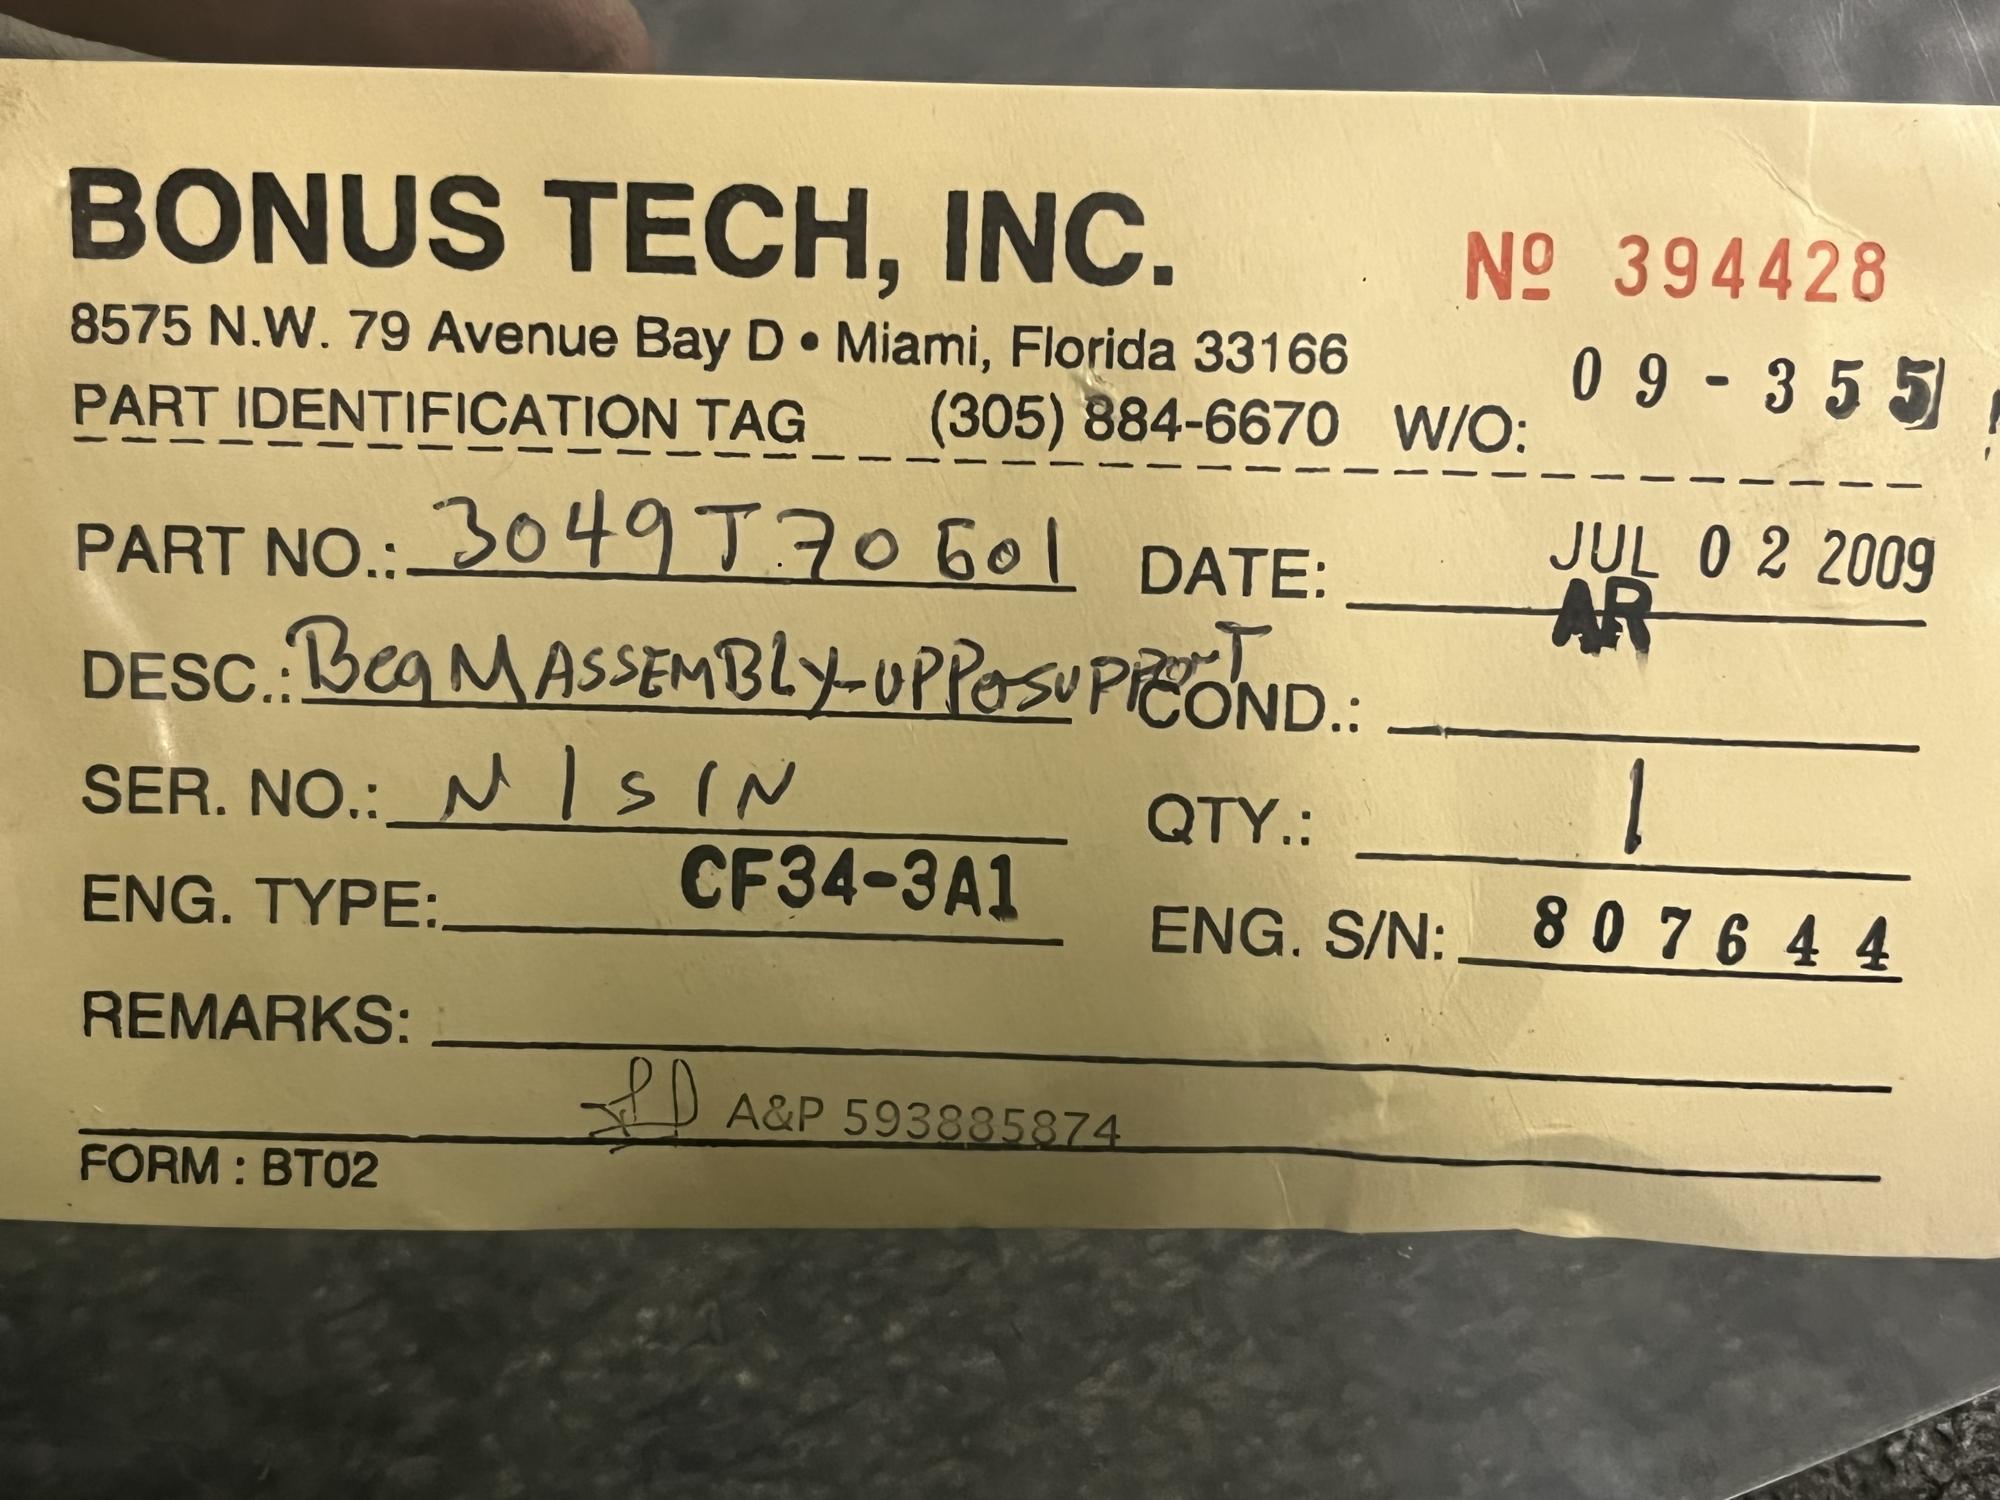 BONUS TECH, INC.
Nº 394428
8575 N.W. 79 Avenue Bay D • Miami, Florida 33166
PART IDENTIFICATION TAG (305) 884-6670 W/O: 09-355
PART NO.: 3049T70G01 DATE: JUL 02 2009
DESC.: BeaM ASSEMBLY-UPPoSUPPORT COND.: AR
SER. NO.: N/S/N QTY.: 1
ENG. TYPE: CF34-3A1 ENG. S/N: 807644
REMARKS:
A&P 593885874
FORM : BT02